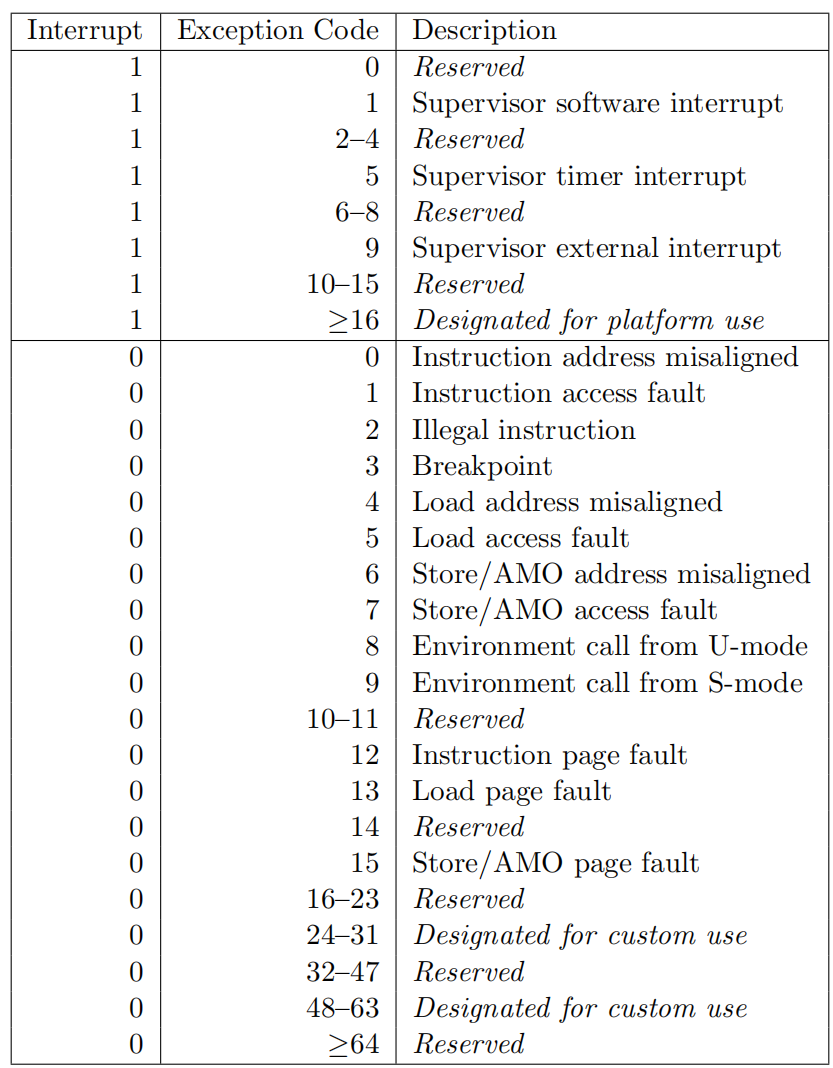 Interrupt Exception Code Description
1 0 Reserved
1 1 Supervisor software interrupt
1 2–4 Reserved
1 5 Supervisor timer interrupt
1 6–8 Reserved
1 9 Supervisor external interrupt
1 10–15 Reserved
1 ≥16 Designated for platform use
0 0 Instruction address misaligned
0 1 Instruction access fault
0 2 Illegal instruction
0 3 Breakpoint
0 4 Load address misaligned
0 5 Load access fault
0 6 Store/AMO address misaligned
0 7 Store/AMO access fault
0 8 Environment call from U-mode
0 9 Environment call from S-mode
0 10–11 Reserved
0 12 Instruction page fault
0 13 Load page fault
0 14 Reserved
0 15 Store/AMO page fault
0 16–23 Reserved
0 24–31 Designated for custom use
0 32–47 Reserved
0 48–63 Designated for custom use
0 ≥64 Reserved